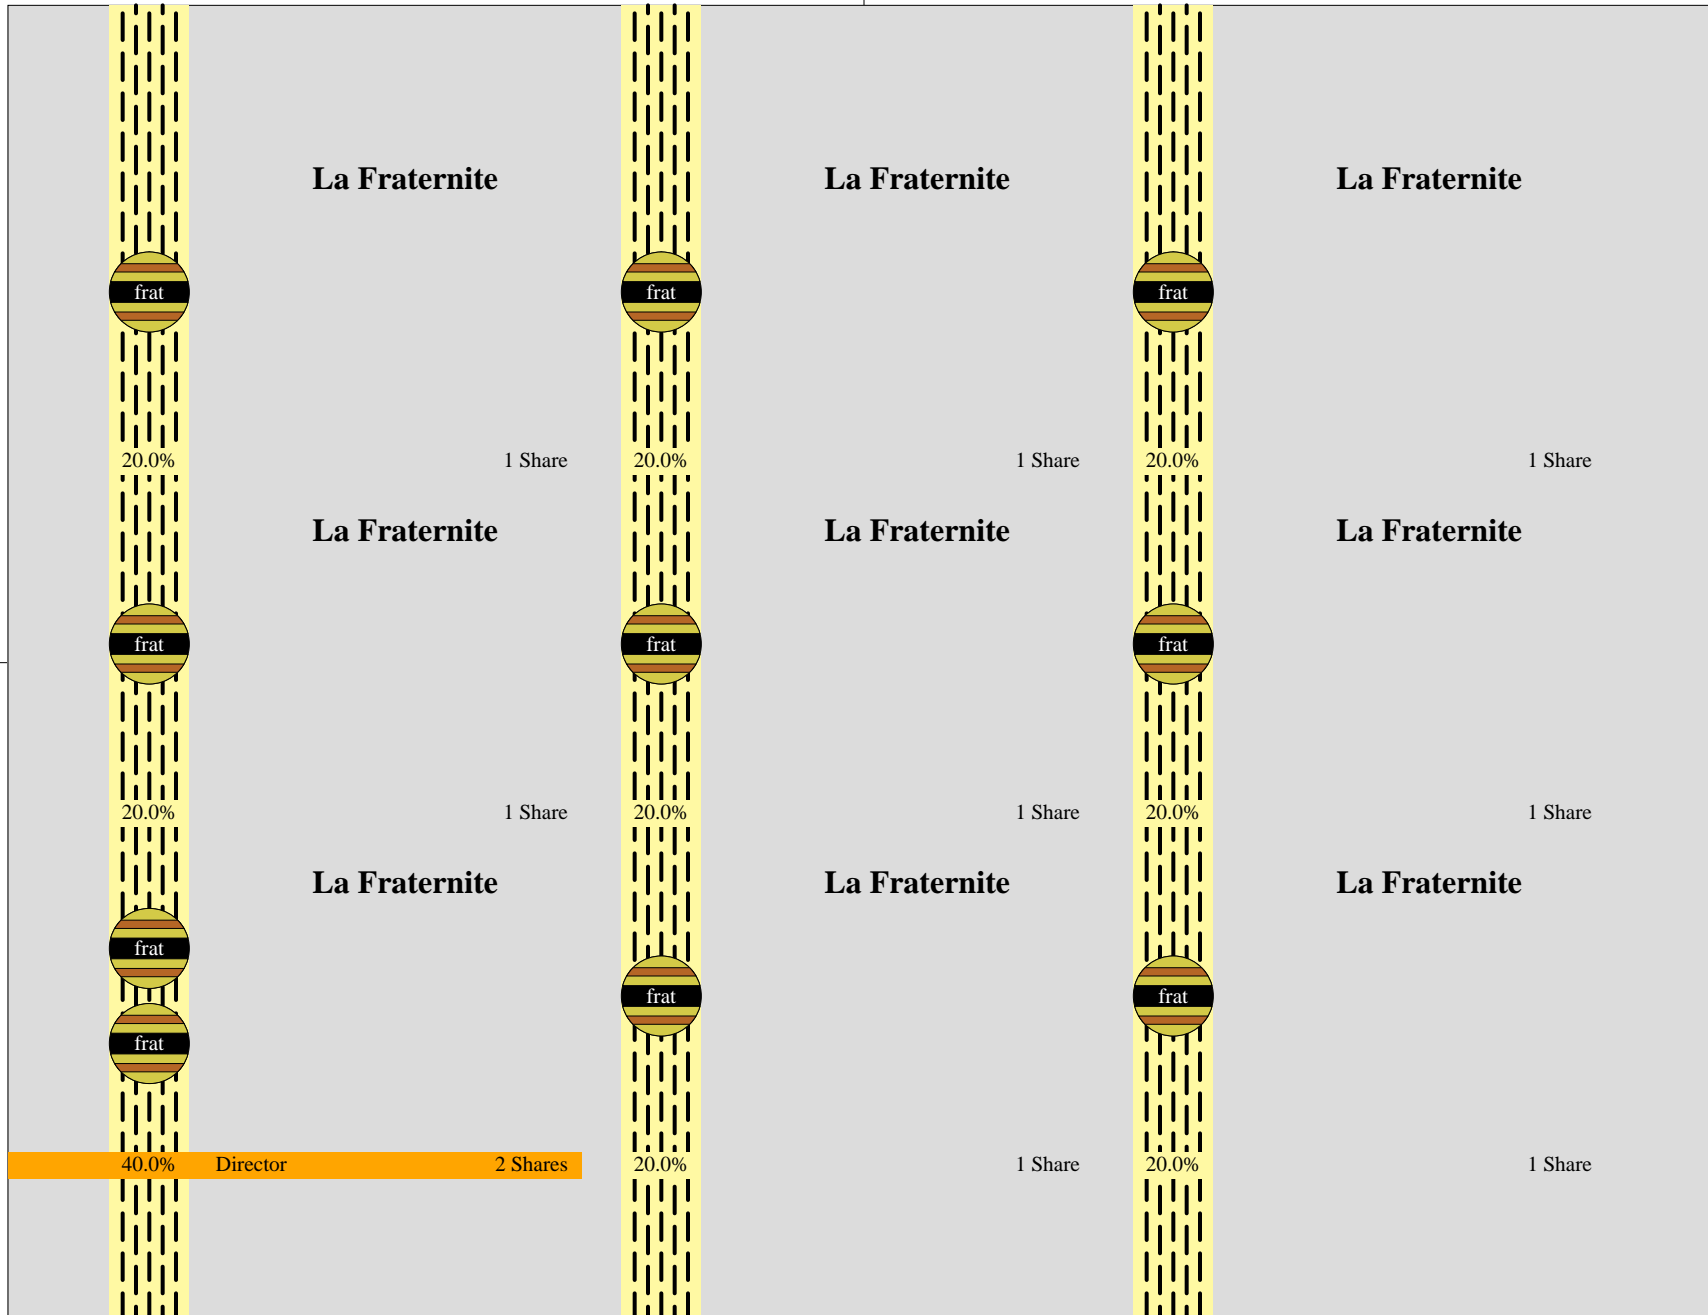 La Fraternite La Fraternite La Fraternite
frat frat frat
20.0% 1 Share 20.0% 1 Share 20.0% 1 Share
La Fraternite La Fraternite La Fraternite
frat frat frat
20.0% 1 Share 20.0% 1 Share 20.0% 1 Share
La Fraternite La Fraternite La Fraternite
frat
frat frat
frat
40.0% Director 2 Shares 20.0% 1 Share 20.0% 1 Share